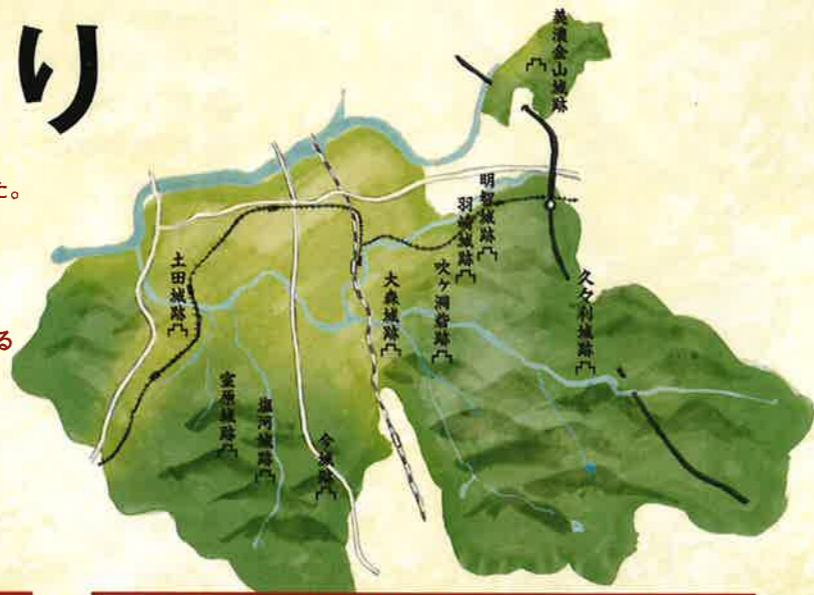 り
た。
る
美濃金山城跡
明智城跡
羽崎城跡
吹ヶ洞砦跡
久々利城跡
大森城跡
土田城跡
室原城跡
塩河城跡
今城跡